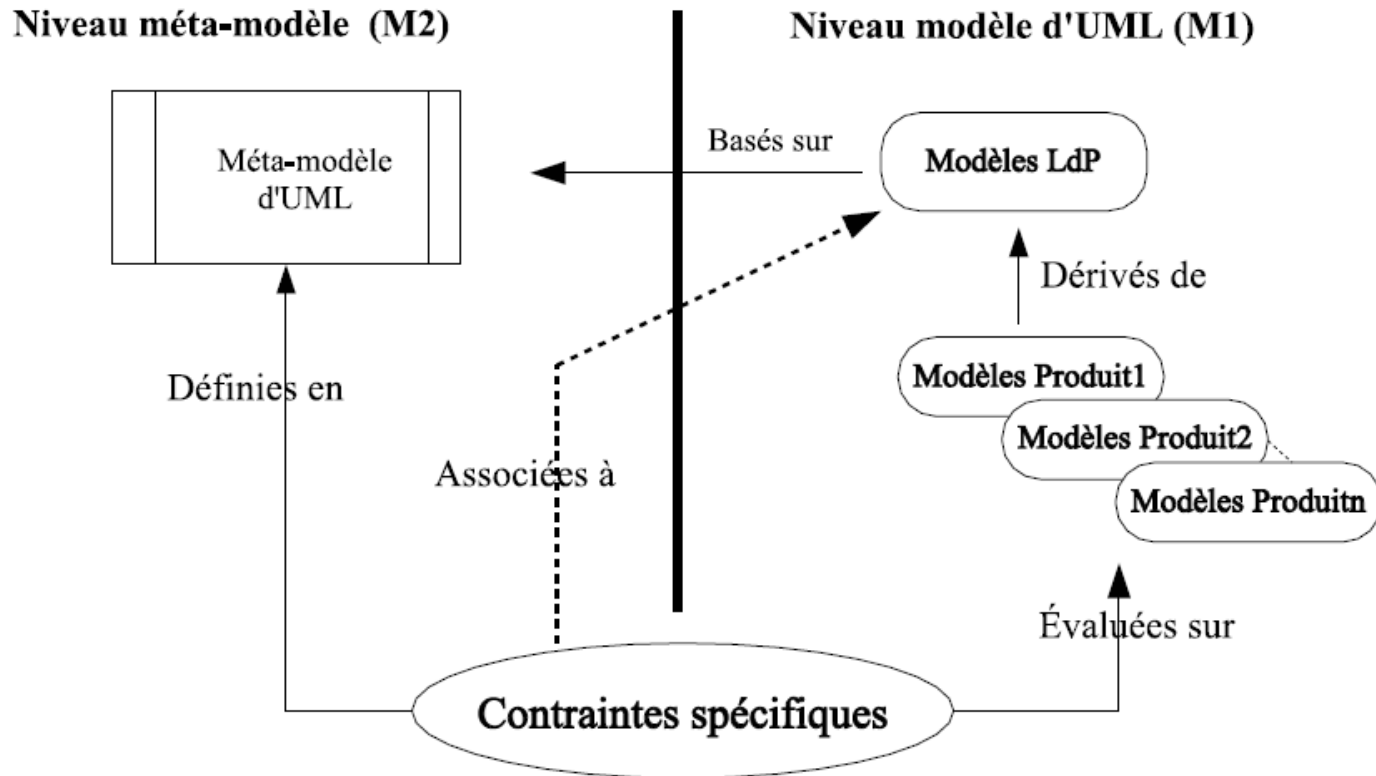 Niveau méta-modèle (M2)
Niveau modèle d'UML (M1)
Méta-modèle
d'UML
Basés sur
Modèles LdP
Dérivés de
Définies en
Modèles Produit1
Modèles Produit2
Associées à
Modèles Produitn
Évaluées sur
Contraintes spécifiques